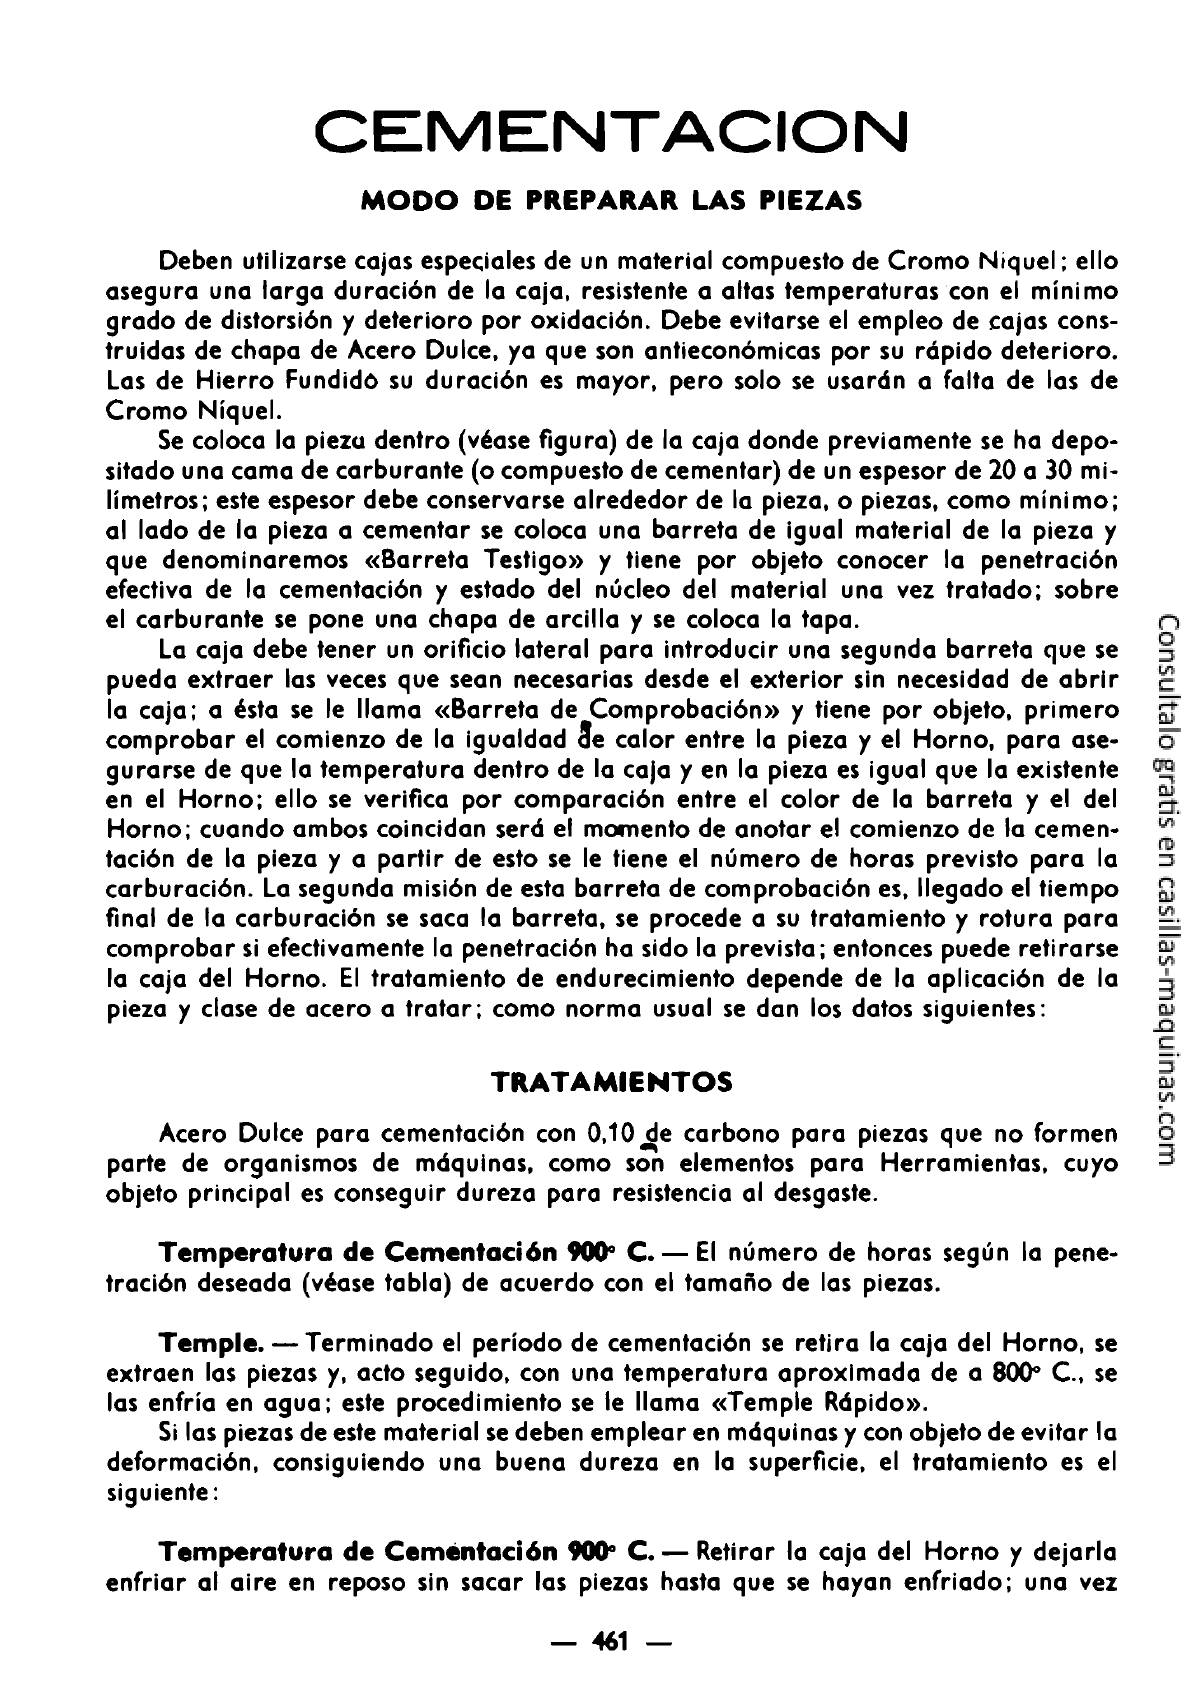 CEMENTACION
MODO DE PREPARAR LAS PIEZAS
Deben utilizarse cajas especiales de un material compuesto de Cromo Niquel; ello
asegura una larga duración de la caja, resistente a altas temperaturas con el mínimo
grado de distorsión y deterioro por oxidación. Debe evitarse el empleo de cajas cons-
truidas de chapa de Acero Dulce, ya que son antieconómicas por su rápido deterioro.
Las de Hierro Fundido su duración es mayor, pero solo se usarán a falta de las de
Cromo Níquel.
Se coloca la pieza dentro (véase figura) de la caja donde previamente se ha depo-
sitado una cama de carburante (o compuesto de cementar) de un espesor de 20 a 30 mi-
límetros; este espesor debe conservarse alrededor de la pieza, o piezas, como mínimo;
al lado de la pieza a cementar se coloca una barreta de igual material de la pieza y
que denominaremos «Barreta Testigo» y tiene por objeto conocer la penetración
efectiva de la cementación y estado del núcleo del material una vez tratado; sobre
el carburante se pone una chapa de arcilla y se coloca la tapa.
La caja debe tener un orificio lateral para introducir una segunda barreta que se
pueda extraer las veces que sean necesarias desde el exterior sin necesidad de abrir
la caja; a ésta se le llama «Barreta de Comprobación» y tiene por objeto, primero
comprobar el comienzo de la igualdad de calor entre la pieza y el Horno, para ase-
gurarse de que la temperatura dentro de la caja y en la pieza es igual que la existente
en el Horno; ello se verifica por comparación entre el color de la barreta y el del
Horno; cuando ambos coincidan será el momento de anotar el comienzo de la cemen-
tación de la pieza y a partir de esto se le tiene el número de horas previsto para la
carburación. La segunda misión de esta barreta de comprobación es, llegado el tiempo
final de la carburación se saca la barreta, se procede a su tratamiento y rotura para
comprobar si efectivamente la penetración ha sido la prevista; entonces puede retirarse
la caja del Horno. El tratamiento de endurecimiento depende de la aplicación de la
pieza y clase de acero a tratar; como norma usual se dan los datos siguientes:
TRATAMIENTOS
Acero Dulce para cementación con 0,10 de carbono para piezas que no formen
parte de organismos de máquinas, como son elementos para Herramientas, cuyo
objeto principal es conseguir dureza para resistencia al desgaste.
Temperatura de Cementación 900º C. — El número de horas según la pene-
tración deseada (véase tabla) de acuerdo con el tamaño de las piezas.
Temple. — Terminado el período de cementación se retira la caja del Horno, se
extraen las piezas y, acto seguido, con una temperatura aproximada de a 800º C., se
las enfría en agua; este procedimiento se le llama «Temple Rápido».
Si las piezas de este material se deben emplear en máquinas y con objeto de evitar la
deformación, consiguiendo una buena dureza en la superficie, el tratamiento es el
siguiente:
Temperatura de Cementación 900º C. — Retirar la caja del Horno y dejarla
enfriar al aire en reposo sin sacar las piezas hasta que se hayan enfriado; una vez
— 461 —
Consultalo gratis en casillas-maquinas.com